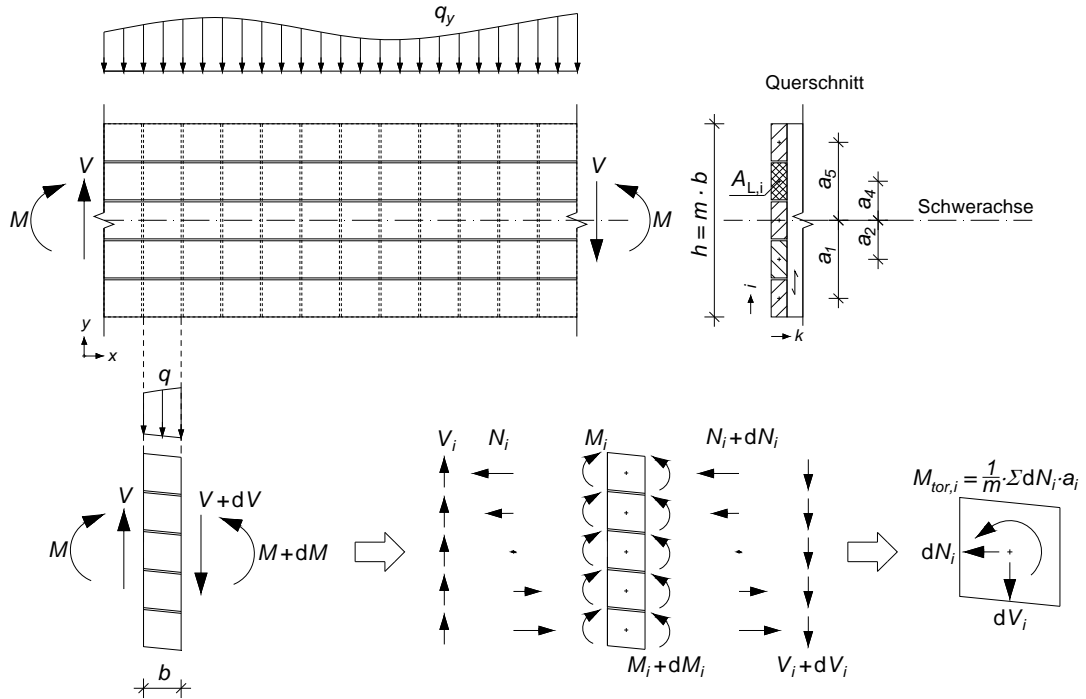 q_y
Querschnitt
V
M
V
M
h = m · b
A_L,i
a_5
a_4
a_2
a_1
Schwerachse
i
k
y
x
q
V
M
V + dV
M + dM
b
V_i
N_i
M_i
N_i + dN_i
M_i + dM_i
V_i + dV_i
M_tor,i = 1/m · Σ dN_i · a_i
dN_i
dV_i